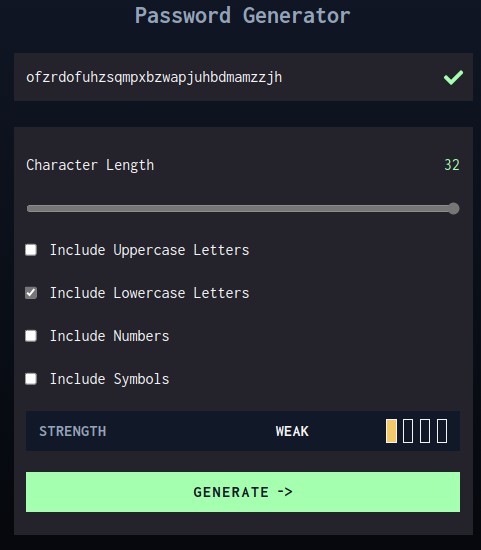 Password Generator
ofzrdofuhzsqmpxbzwapjuhbdmamzzjh
Character Length 32
Include Uppercase Letters
Include Lowercase Letters
Include Numbers
Include Symbols
STRENGTH WEAK
GENERATE ->